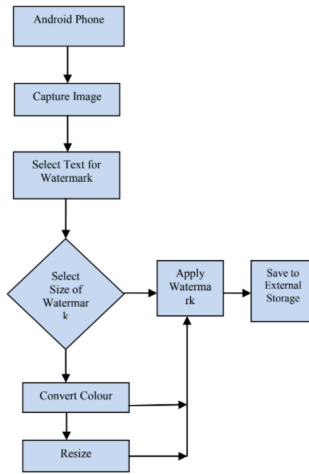 Android Phone
Capture Image
Select Text for
Watermark
Select
Size of
Watermar
k
Apply
Waterma
rk
Save to
External
Storage
Convert Colour
Resize